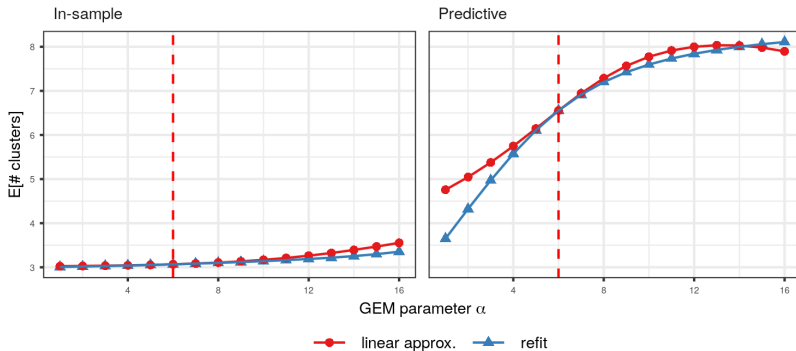 In-sample
Predictive
E[# clusters]
8
7
6
5
4
3
4
8
12
16
4
8
12
16
GEM parameter α
linear approx.
refit